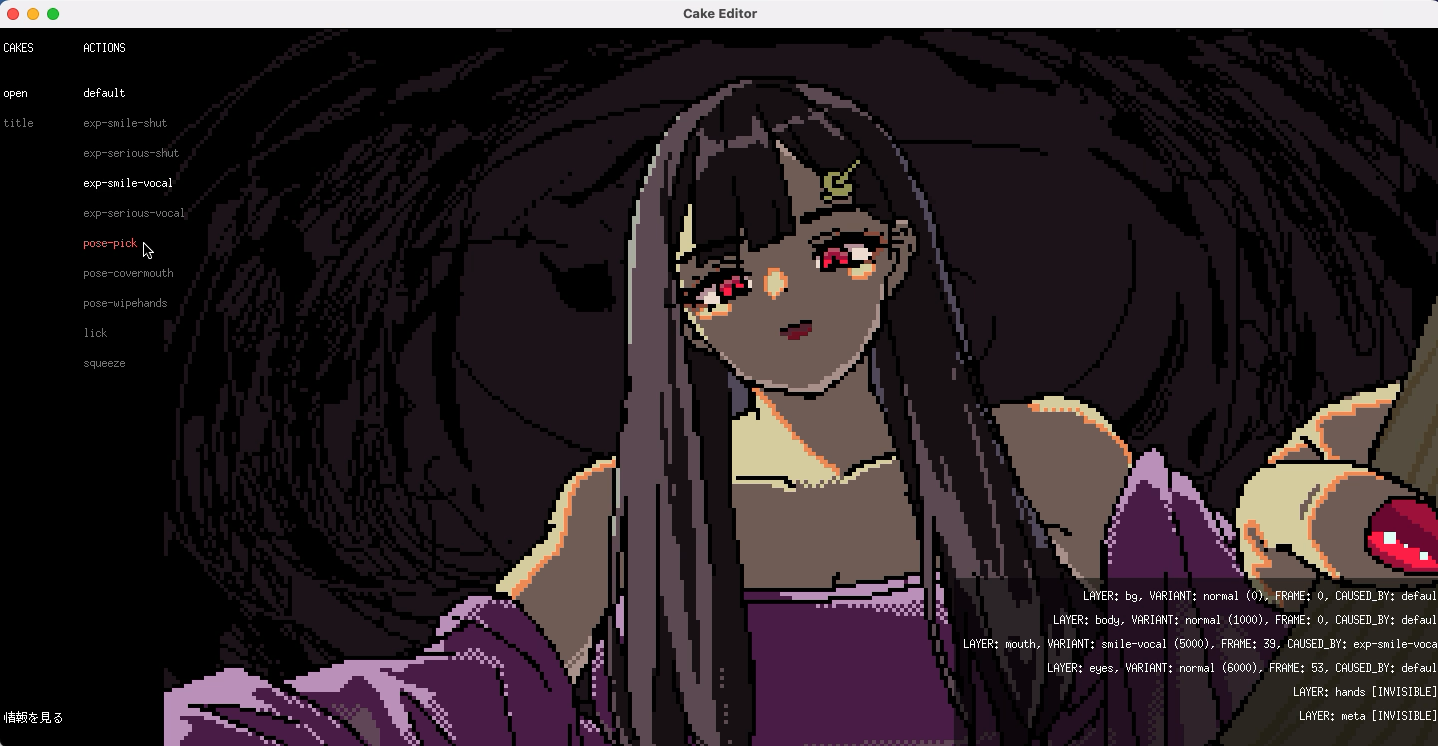 Cake Editor
CAKES
ACTIONS
open
default
title
exp-smile-shut
exp-serious-shut
exp-smile-vocal
exp-serious-vocal
pose-pick
pose-covermouth
pose-wipehands
lick
squeeze
LAYER: bg, VARIANT: normal (0), FRAME: 0, CAUSED_BY: defaul
LAYER: body, VARIANT: normal (1000), FRAME: 0, CAUSED_BY: defaul
LAYER: mouth, VARIANT: smile-vocal (5000), FRAME: 39, CAUSED_BY: exp-smile-voca
LAYER: eyes, VARIANT: normal (6000), FRAME: 53, CAUSED_BY: defaul
LAYER: hands [INVISIBLE]
LAYER: meta [INVISIBLE]
情報を見る